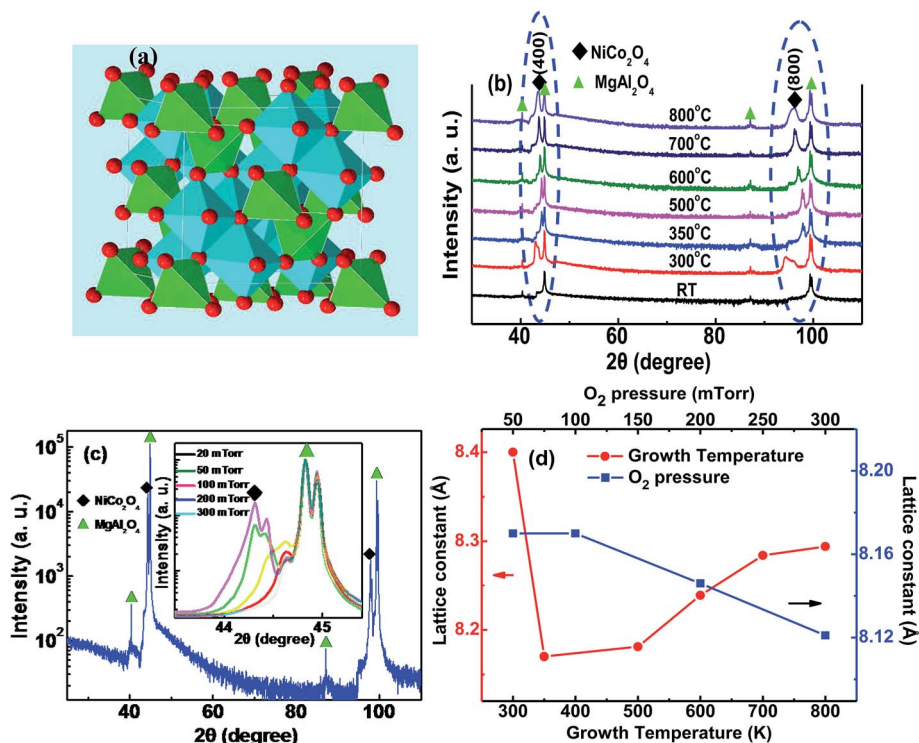 (a)
(b)
NiCo2O4
MgAl2O4
(400)
(800)
800°C
700°C
600°C
500°C
350°C
300°C
RT
Intensity (a. u.)
40 60 80 100
2θ (degree)
(c)
NiCo2O4
MgAl2O4
20 mTorr
50 mTorr
100 mTorr
200 mTorr
300 mTorr
Intensity (a. u.)
44 45
2θ (degree)
10^5
10^4
10^3
10^2
Intensity (a. u.)
40 60 80 100
2θ (degree)
O2 pressure (mTorr)
50 100 150 200 250 300
(d)
Growth Temperature
O2 pressure
8.4
8.3
8.2
Lattice constant (Å)
8.20
8.16
8.12
Lattice constant (Å)
300 400 500 600 700 800
Growth Temperature (K)